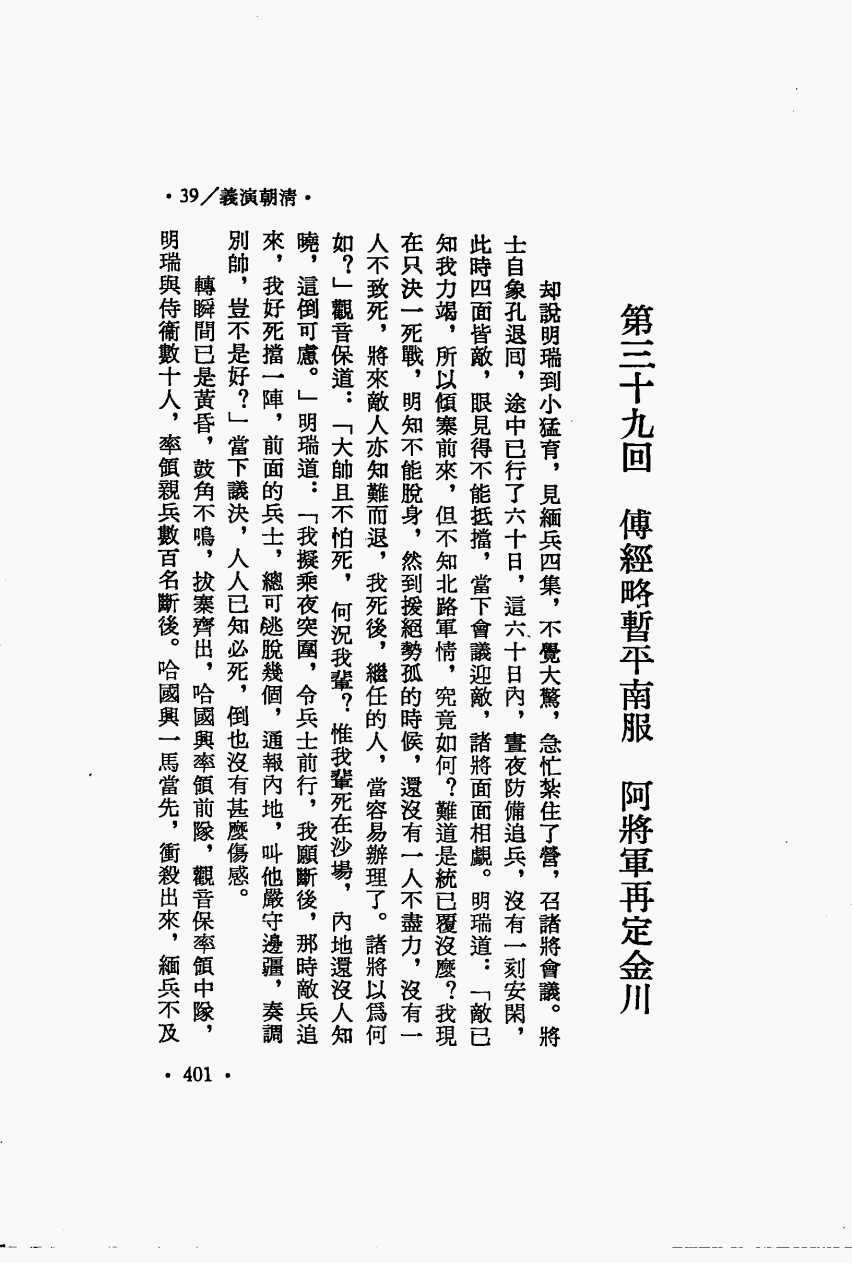 ·39／義演朝清·
第三十九回　傅經略暫平南服　阿將軍再定金川
却說明瑞到小猛育，見緬兵四集，不覺大驚，急忙紮住了營，召諸將會議。將
士自象孔退回，途中已行了六十日，這六十日內，晝夜防備追兵，沒有一刻安閑，
此時四面皆敵，眼見得不能抵擋，當下會議迎敵，諸將面面相覷。明瑞道：「敵已
知我力竭，所以傾寨前來，但不知北路軍情，究竟如何？難道是統已覆沒麼？我現
在只決一死戰，明知不能脫身，然到援絕勢孤的時候，還沒有一人不盡力，沒有一
人不致死，將來敵人亦知難而退，我死後，繼任的人，當容易辦理了。諸將以爲何
如？」觀音保道：「大帥且不怕死，何況我輩？惟我輩死在沙場，內地還沒人知
曉，這倒可慮。」明瑞道：「我擬乘夜突圍，令兵士前行，我願斷後，那時敵兵追
來，我好死擋一陣，前面的兵士，總可逃脫幾個，通報內地，叫他嚴守邊疆，奏調
別帥，豈不是好？」當下議決，人人已知必死，倒也沒有甚麼傷感。
轉瞬間已是黃昏，鼓角不鳴，拔寨齊出，哈國興率領前隊，觀音保率領中隊，
明瑞與侍衞數十人，率領親兵數百名斷後。哈國興一馬當先，衝殺出來，緬兵不及
·401·